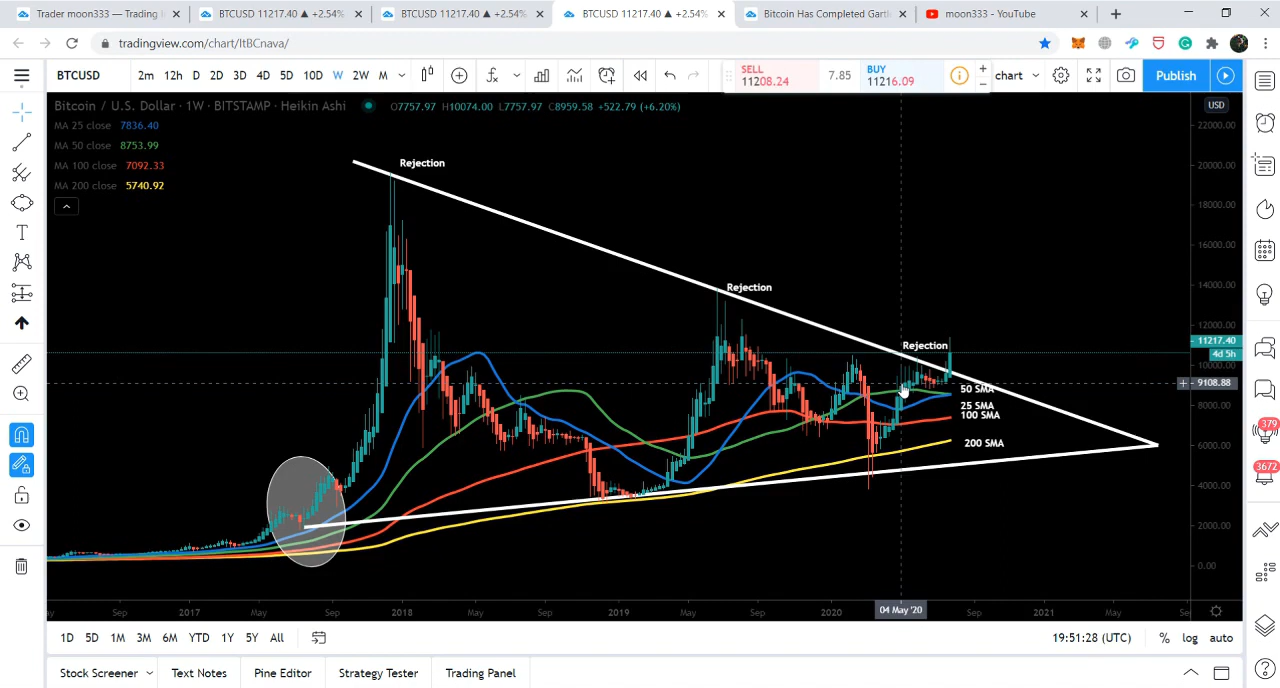 Trader moon333 — Trading I
BTCUSD 11217.40 ▲ +2.54%
BTCUSD 11217.40 ▲ +2.54%
BTCUSD 11217.40 ▲ +2.54%
Bitcoin Has Completed Gartl
moon333 - YouTube
tradingview.com/chart/ItBCnava/
BTCUSD 2m 12h D 2D 3D 4D 5D 10D W 2W M
SELL 11208.24
7.85
BUY 11216.09
chart
Publish
Bitcoin / U.S. Dollar · 1W · BITSTAMP · Heikin Ashi O7757.97 H10074.00 L7757.97 C8959.58 +522.79 (+6.20%)
USD
MA 25 close 7836.40
MA 50 close 8753.99
MA 100 close 7092.33
MA 200 close 5740.92
Rejection
Rejection
Rejection
50 SMA
25 SMA
100 SMA
200 SMA
22000.00
20000.00
18000.00
16000.00
14000.00
12000.00
11217.40
4d 5h
10000.00
9108.88
8000.00
6000.00
4000.00
2000.00
0.00
379
3672
Sep 2017 May Sep 2018 May Sep 2019 May Sep 2020 04 May '20 Sep 2021 May
1D 5D 1M 3M 6M YTD 1Y 5Y All
19:51:28 (UTC) % log auto
Stock Screener Text Notes Pine Editor Strategy Tester Trading Panel